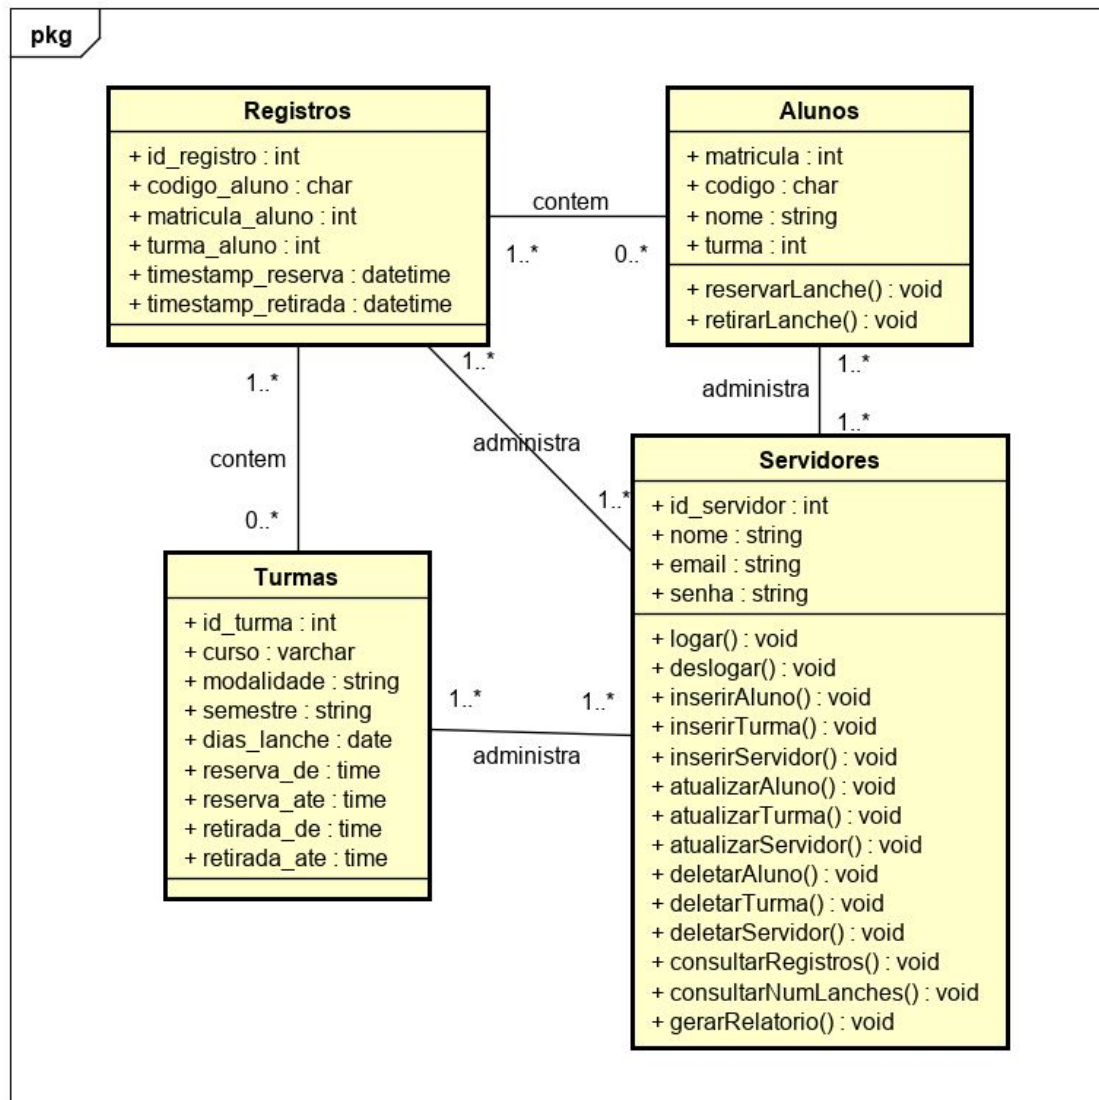 pkg
Registros
+ id_registro : int
+ codigo_aluno : char
+ matricula_aluno : int
+ turma_aluno : int
+ timestamp_reserva : datetime
+ timestamp_retirada : datetime
contem
1..*
0..*
Alunos
+ matricula : int
+ codigo : char
+ nome : string
+ turma : int
+ reservarLanche() : void
+ retirarLanche() : void
1..*
contem
0..*
1..*
administra
1..*
1..*
administra
1..*
Turmas
+ id_turma : int
+ curso : varchar
+ modalidade : string
+ semestre : string
+ dias_lanche : date
+ reserva_de : time
+ reserva_ate : time
+ retirada_de : time
+ retirada_ate : time
1..*
1..*
administra
Servidores
+ id_servidor : int
+ nome : string
+ email : string
+ senha : string
+ logar() : void
+ deslogar() : void
+ inserirAluno() : void
+ inserirTurma() : void
+ inserirServidor() : void
+ atualizarAluno() : void
+ atualizarTurma() : void
+ atualizarServidor() : void
+ deletarAluno() : void
+ deletarTurma() : void
+ deletarServidor() : void
+ consultarRegistros() : void
+ consultarNumLanches() : void
+ gerarRelatorio() : void